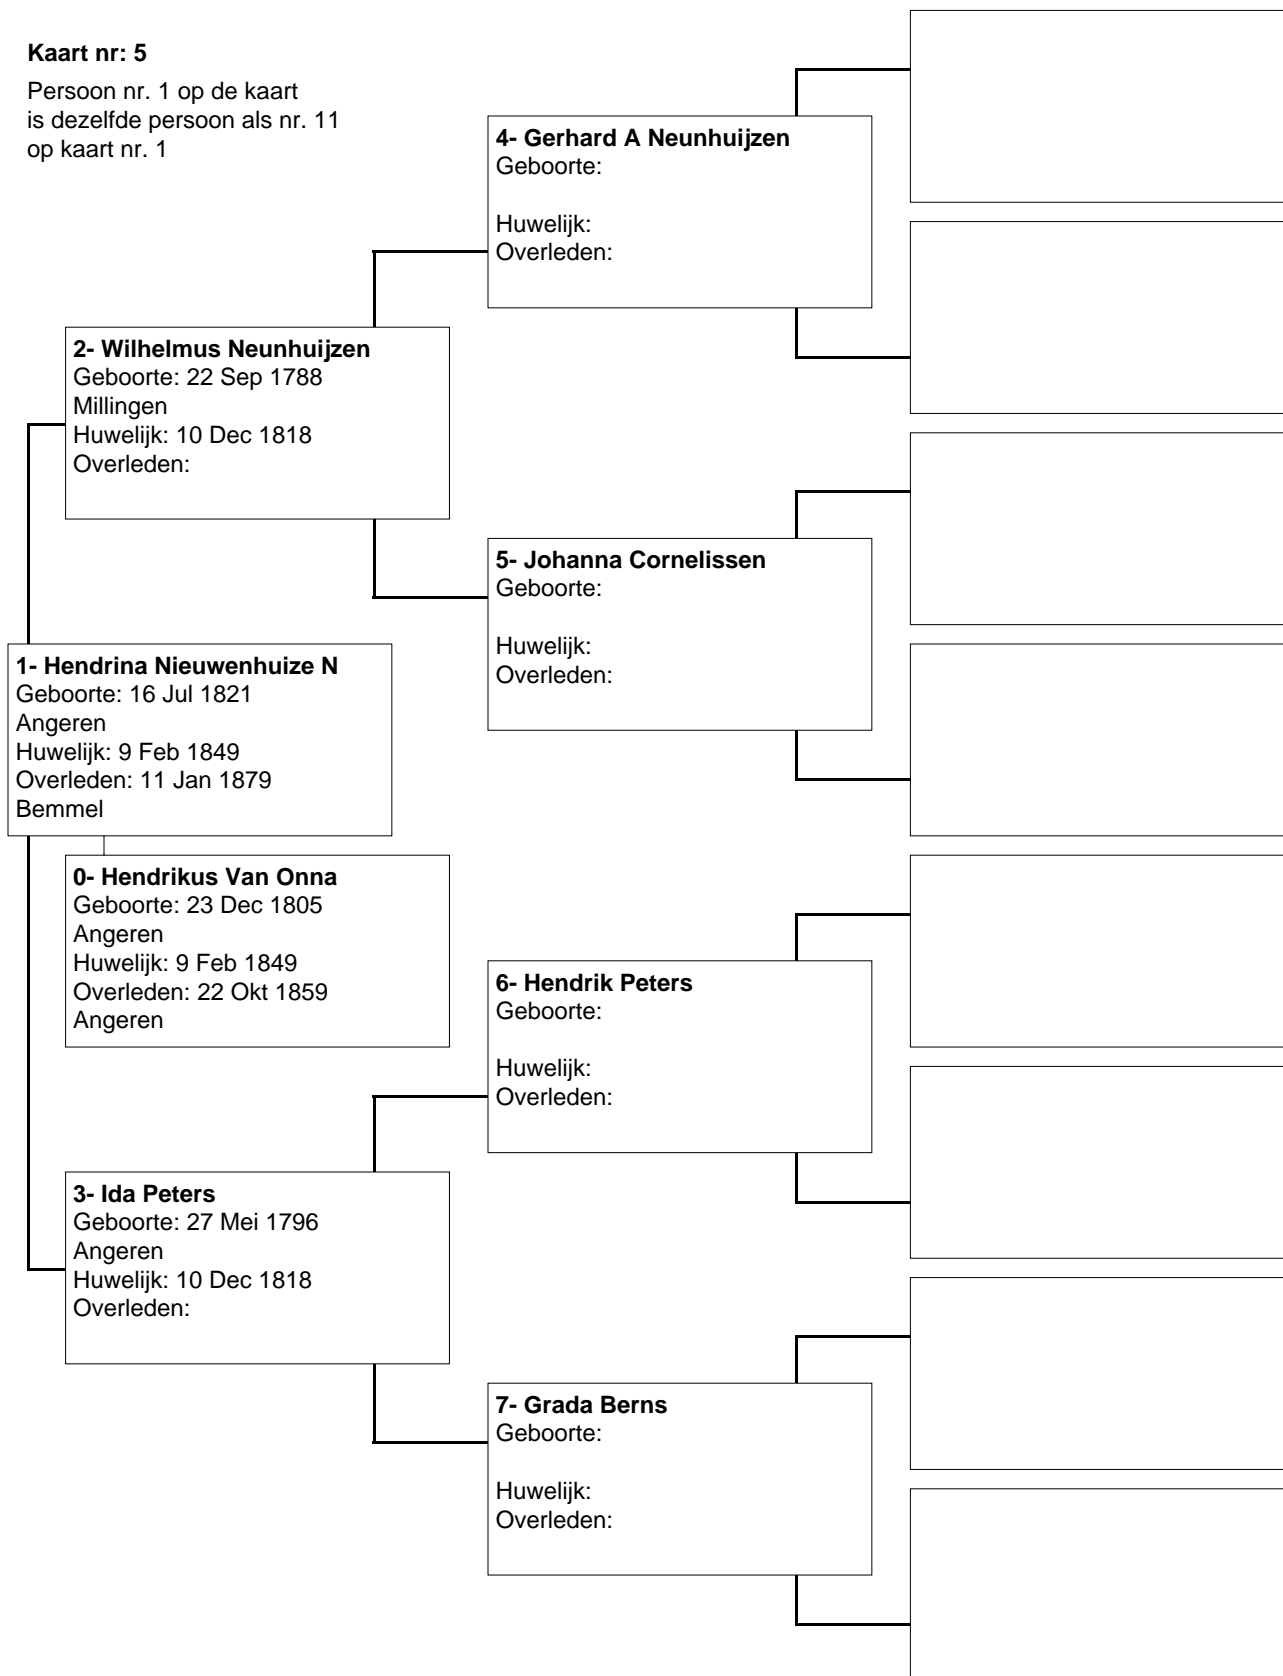 Kaart nr: 5
Persoon nr. 1 op de kaart
is dezelfde persoon als nr. 11
op kaart nr. 1
4- Gerhard A Neunhuijzen
Geboorte:
Huwelijk:
Overleden:
2- Wilhelmus Neunhuijzen
Geboorte: 22 Sep 1788
Millingen
Huwelijk: 10 Dec 1818
Overleden:
5- Johanna Cornelissen
Geboorte:
Huwelijk:
Overleden:
1- Hendrina Nieuwenhuize N
Geboorte: 16 Jul 1821
Angeren
Huwelijk: 9 Feb 1849
Overleden: 11 Jan 1879
Bemmel
0- Hendrikus Van Onna
Geboorte: 23 Dec 1805
Angeren
Huwelijk: 9 Feb 1849
Overleden: 22 Okt 1859
Angeren
6- Hendrik Peters
Geboorte:
Huwelijk:
Overleden:
3- Ida Peters
Geboorte: 27 Mei 1796
Angeren
Huwelijk: 10 Dec 1818
Overleden:
7- Grada Berns
Geboorte:
Huwelijk:
Overleden: